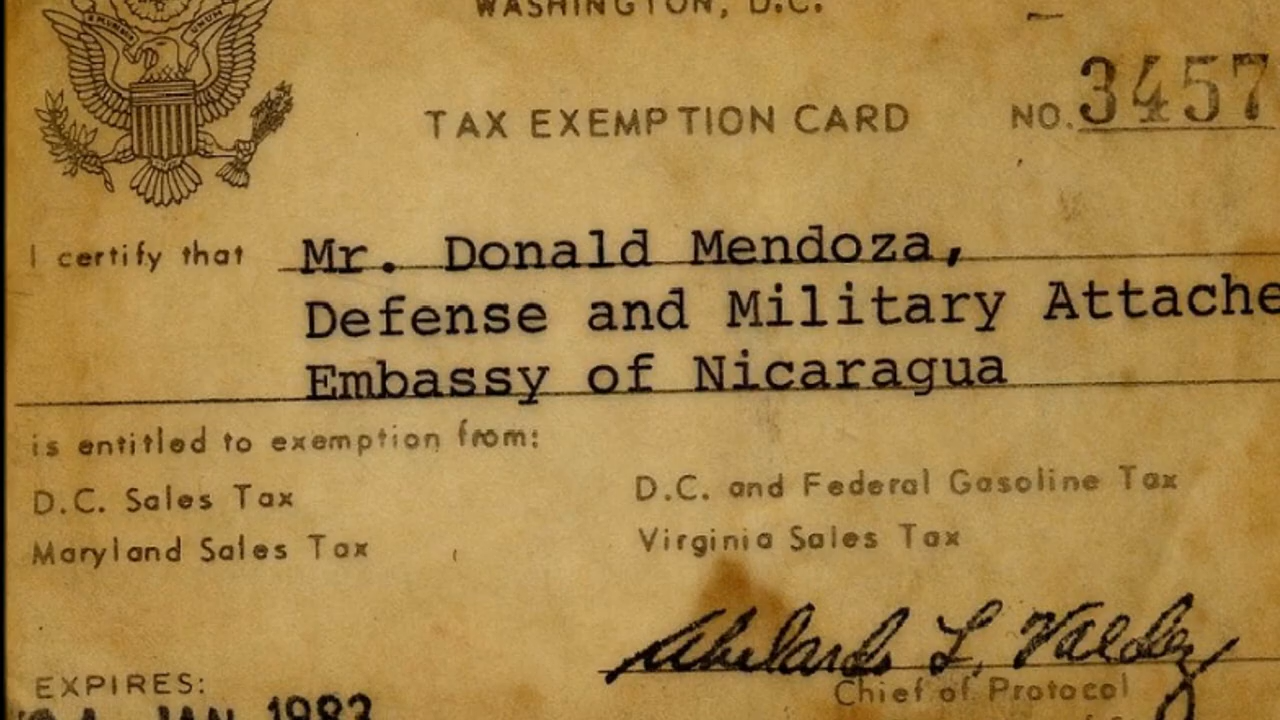 WASHINGTON, D.C.
TAX EXEMPTION CARD NO. 3457
I certify that Mr. Donald Mendoza,
Defense and Military Attache
Embassy of Nicaragua
is entitled to exemption from:
D.C. Sales Tax
D.C. and Federal Gasoline Tax
Maryland Sales Tax
Virginia Sales Tax
Abelardo L. Valdez
EXPIRES:
Chief of Protocol
JAN 1983